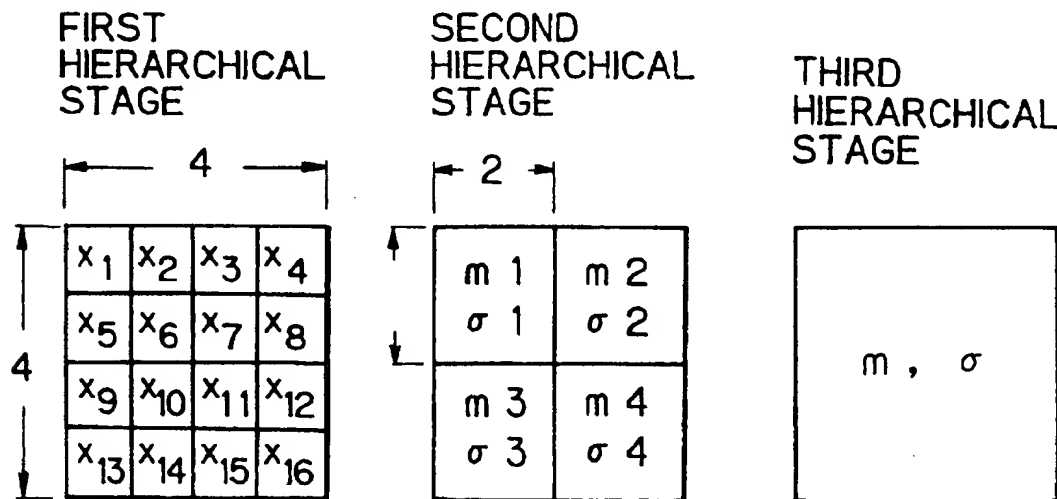 FIRST
HIERARCHICAL
STAGE
4
4
x1 x2 x3 x4
x5 x6 x7 x8
x9 x10 x11 x12
x13 x14 x15 x16
SECOND
HIERARCHICAL
STAGE
2
m 1 m 2
σ 1 σ 2
m 3 m 4
σ 3 σ 4
THIRD
HIERARCHICAL
STAGE
m , σ